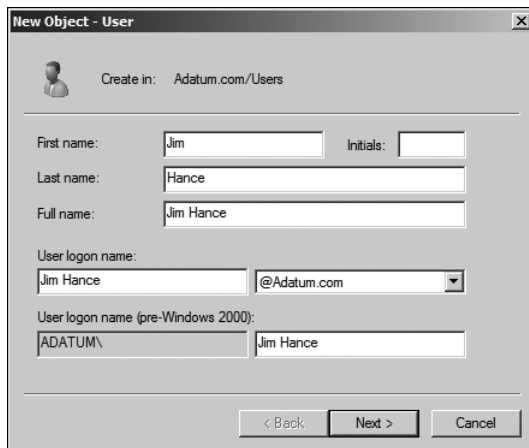 New Object - User
Create in: Adatum.com/Users
First name: Jim Initials:
Last name: Hance
Full name: Jim Hance
User logon name:
Jim Hance @Adatum.com
User logon name (pre-Windows 2000):
ADATUM\ Jim Hance
< Back Next > Cancel